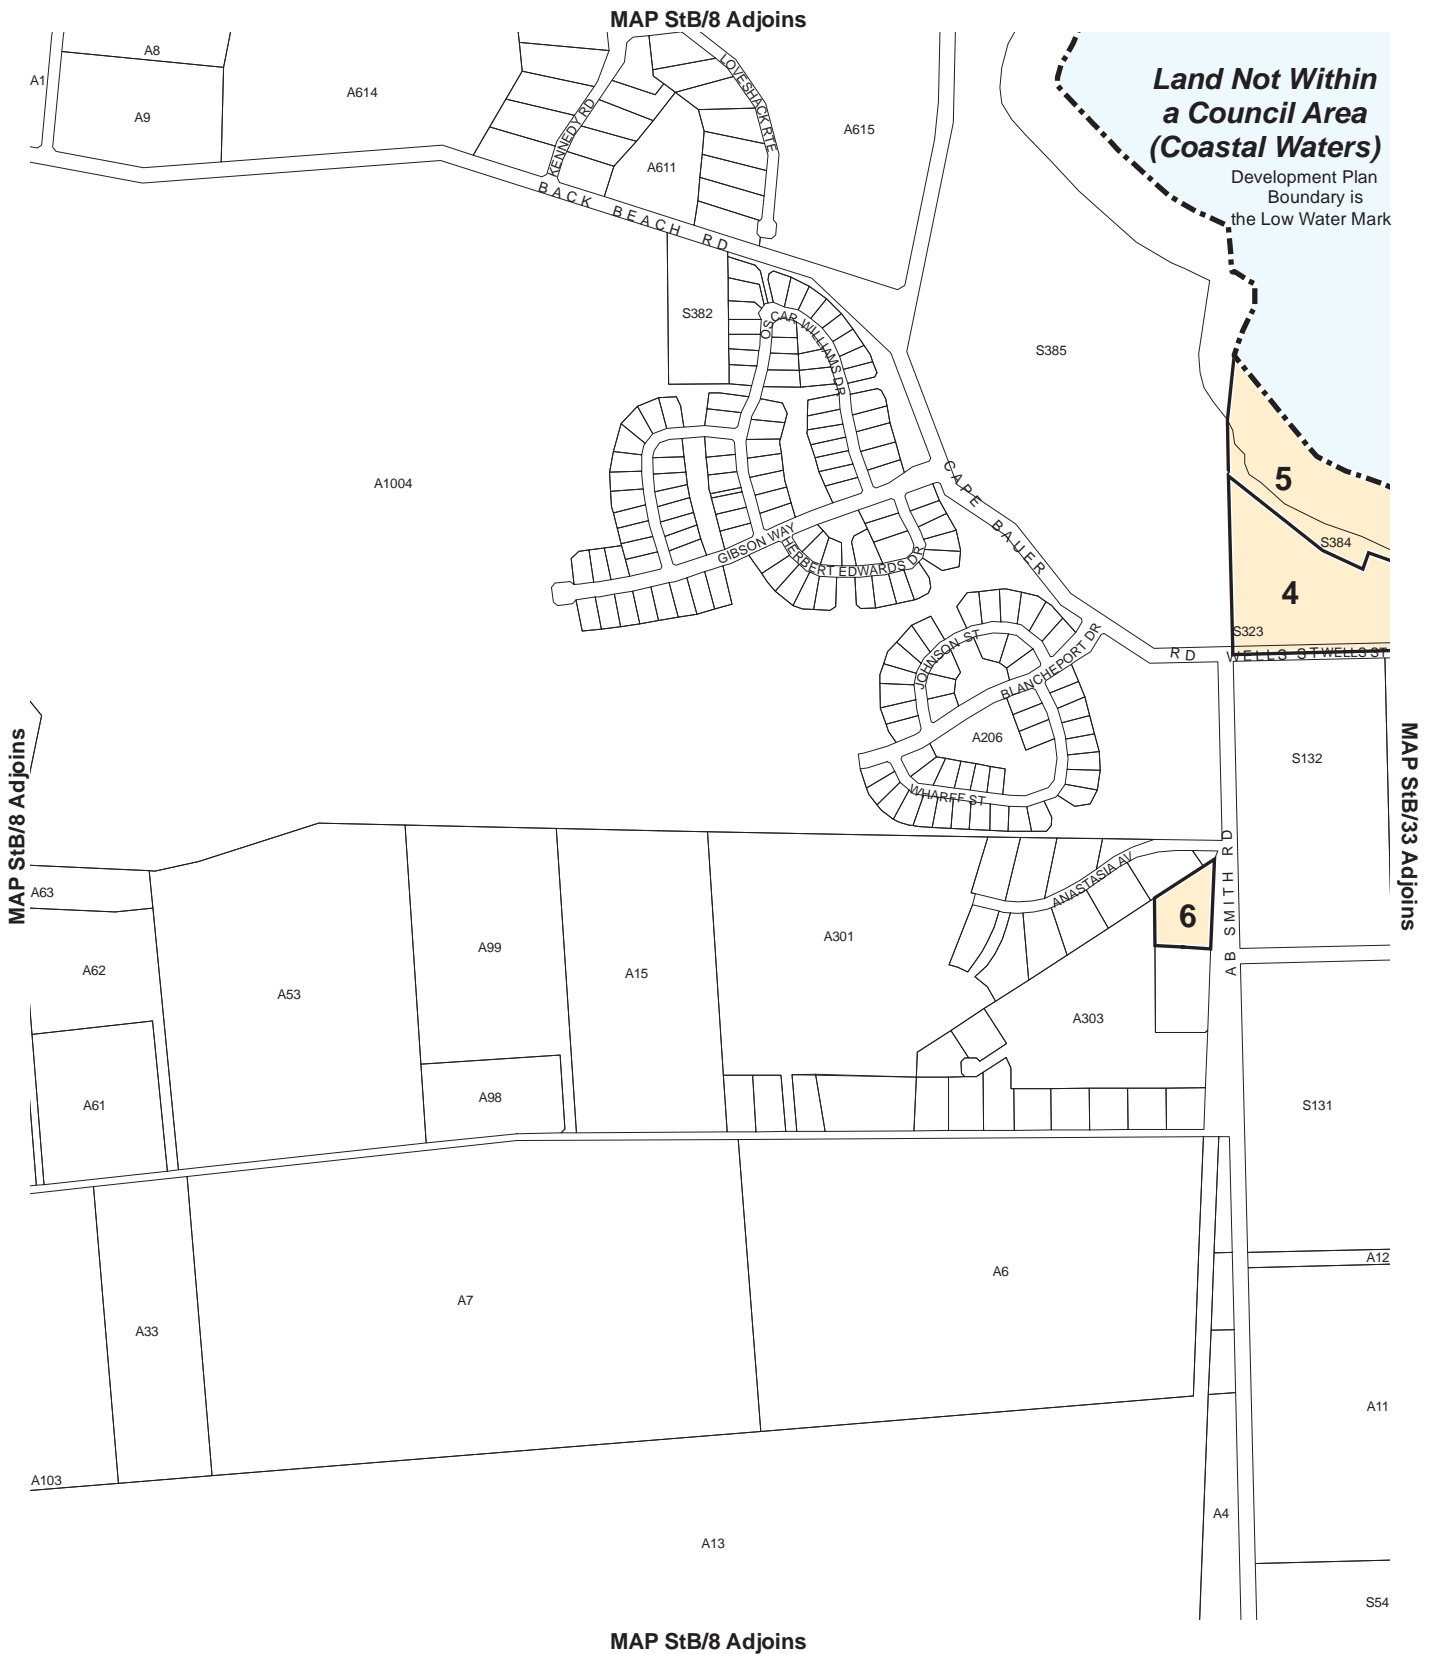 MAP StB/8 Adjoins
A8
A1
A9
A614
KENNEDY RD
LOVESHACK RTE
A611
A615
Land Not Within
a Council Area
(Coastal Waters)
Development Plan
Boundary is
the Low Water Mark
BACK BEACH RD
S382
OSCAR WILLIAMS DR
S385
A1004
CAPE BAUER RD
5
S384
4
S323
GIBSON WAY
HERBERT EDWARDS DR
WELLS ST WELLS ST
JOHNSON ST
BLANCHEPORT DR
A206
WHARFF ST
S132
MAP StB/8 Adjoins
MAP StB/33 Adjoins
A63
ANASTASIA AV
AB SMITH RD
6
A62
A53
A99
A15
A301
A303
A61
A98
S131
A12
A33
A7
A6
A11
A103
A13
A4
S54
MAP StB/8 Adjoins